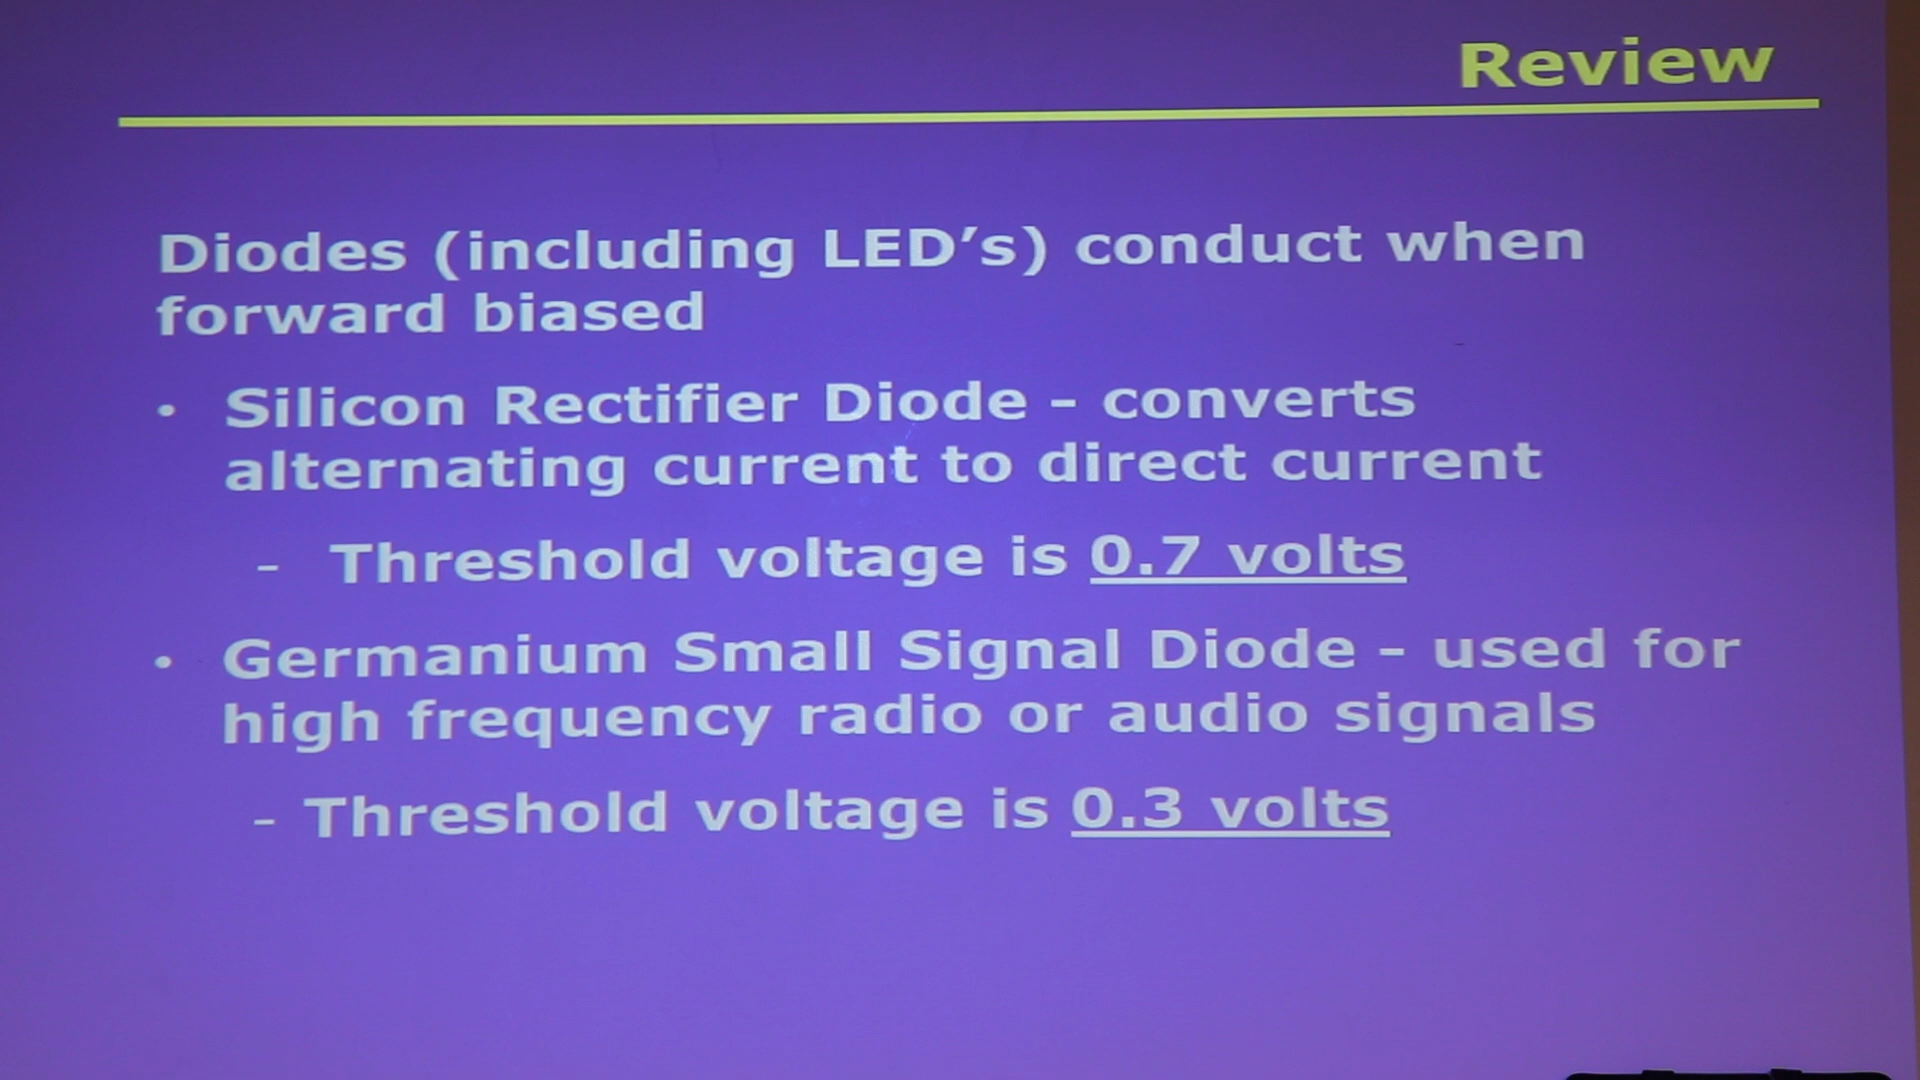 Review
Diodes (including LED’s) conduct when
forward biased
• Silicon Rectifier Diode – converts
alternating current to direct current
- Threshold voltage is 0.7 volts
• Germanium Small Signal Diode – used for
high frequency radio or audio signals
- Threshold voltage is 0.3 volts